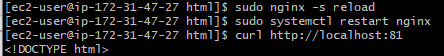 [ec2-user@ip-172-31-47-27 html]$ sudo nginx -s reload
[ec2-user@ip-172-31-47-27 html]$ sudo systemctl restart nginx
[ec2-user@ip-172-31-47-27 html]$ curl http://localhost:81
<!DOCTYPE html>